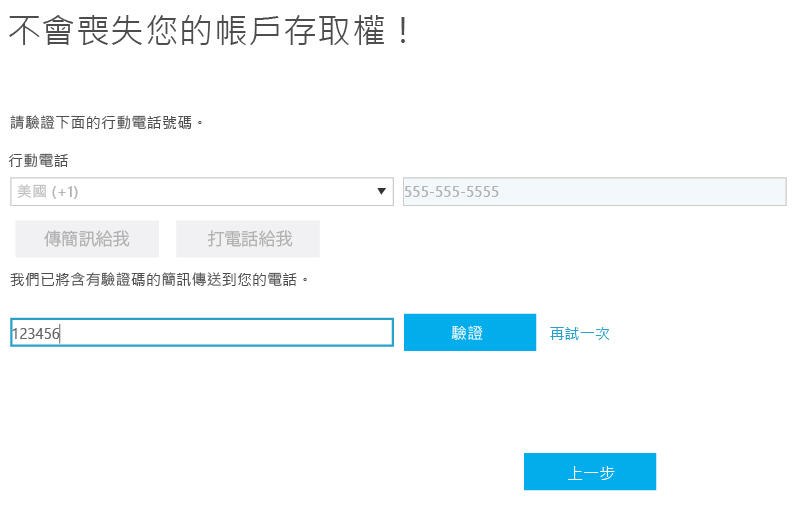 不會喪失您的帳戶存取權！
請驗證下面的行動電話號碼。
行動電話
美國 (+1) 555-555-5555
傳簡訊給我 打電話給我
我們已將含有驗證碼的簡訊傳送到您的電話。
123456 驗證 再試一次
上一步